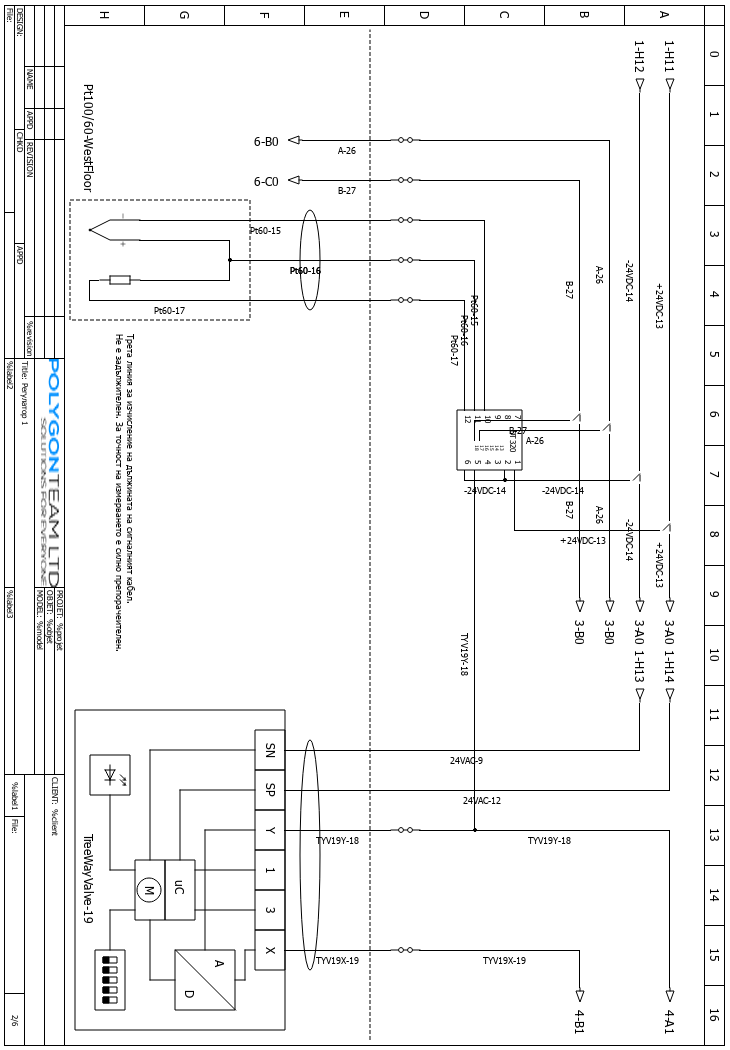 0
1
2
3
4
5
6
7
8
9
10
11
12
13
14
15
16
A
B
C
D
E
F
G
H
1-H11
1-H12
+24VDC-13
-24VDC-14
A-26
B-27
6-B0
A-26
6-C0
B-27
Pt100/60-WestFloor
-
+
Pt60-15
Pt60-16
Pt60-17
Pt60-15
Pt60-16
Pt60-17
Трета линия за изчисление на дължината на сигналният кабел.
Не е задължителен. За точност на измерването е силно препоръчителен.
7
8
9
10
11
12
13
14
15
16
17
18
1
2
3
4
5
6
B-27
A-26
-24VDC-14
-24VDC-14
+24VDC-13
B-27
A-26
-24VDC-14
+24VDC-13
3-B0
3-B0
3-A0
3-A0
1-H13
1-H14
TYV19Y-18
24VAC-9
24VAC-12
TYV19Y-18
TYV19Y-18
TYV19X-19
TYV19X-19
4-B1
4-A1
SN
SP
Y
1
3
X
uC
M
A
D
TreeWayValve-19
DESIGN:
File:
NAME
APPD
REVISION
CHKD
APPD
%revision
POLYGONTEAM LTD
SOLUTIONS FOR EVERYONE
Title: Регулатор 1
%label2
PROJET: %projet
OBJET: %objet
MODEL: %model
%label3
CLIENT: %client
%label1
File:
2/6